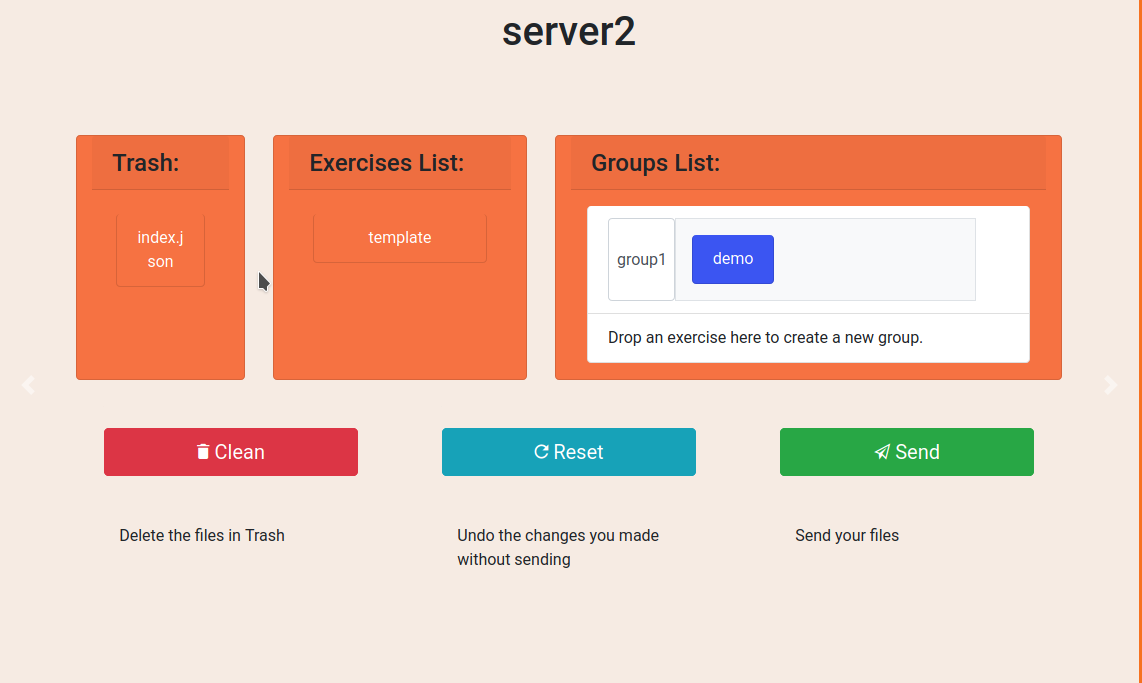 server2
Trash:
index.j
son
Exercises List:
template
Groups List:
group1
demo
Drop an exercise here to create a new group.
Clean
Reset
Send
Delete the files in Trash
Undo the changes you made
without sending
Send your files